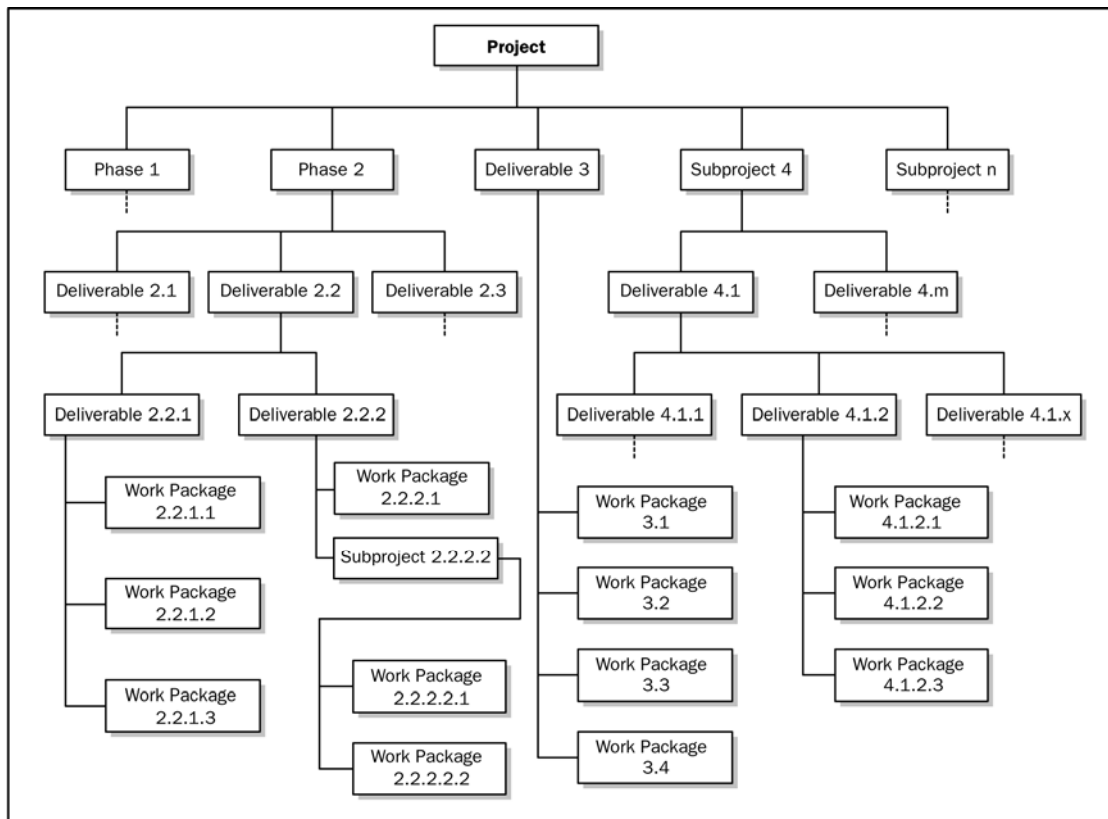 Project
Phase 1
Phase 2
Deliverable 3
Subproject 4
Subproject n
Deliverable 2.1
Deliverable 2.2
Deliverable 2.3
Deliverable 4.1
Deliverable 4.m
Deliverable 2.2.1
Deliverable 2.2.2
Deliverable 4.1.1
Deliverable 4.1.2
Deliverable 4.1.x
Work Package
2.2.1.1
Work Package
2.2.1.2
Work Package
2.2.1.3
Work Package
2.2.2.1
Subproject 2.2.2.2
Work Package
2.2.2.2.1
Work Package
2.2.2.2.2
Work Package
3.1
Work Package
3.2
Work Package
3.3
Work Package
3.4
Work Package
4.1.2.1
Work Package
4.1.2.2
Work Package
4.1.2.3